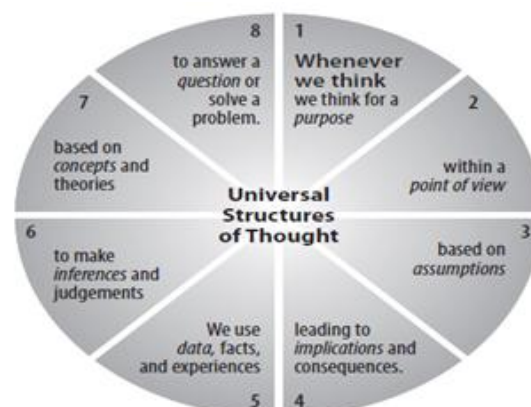 8
to answer a
question or
solve a
problem.
1
Whenever
we think
we think for a
purpose
2
within a
point of view
3
based on
assumptions
4
leading to
implications and
consequences.
5
We use
data, facts,
and experiences
6
to make
inferences and
judgements
7
based on
concepts and
theories
Universal
Structures
of Thought